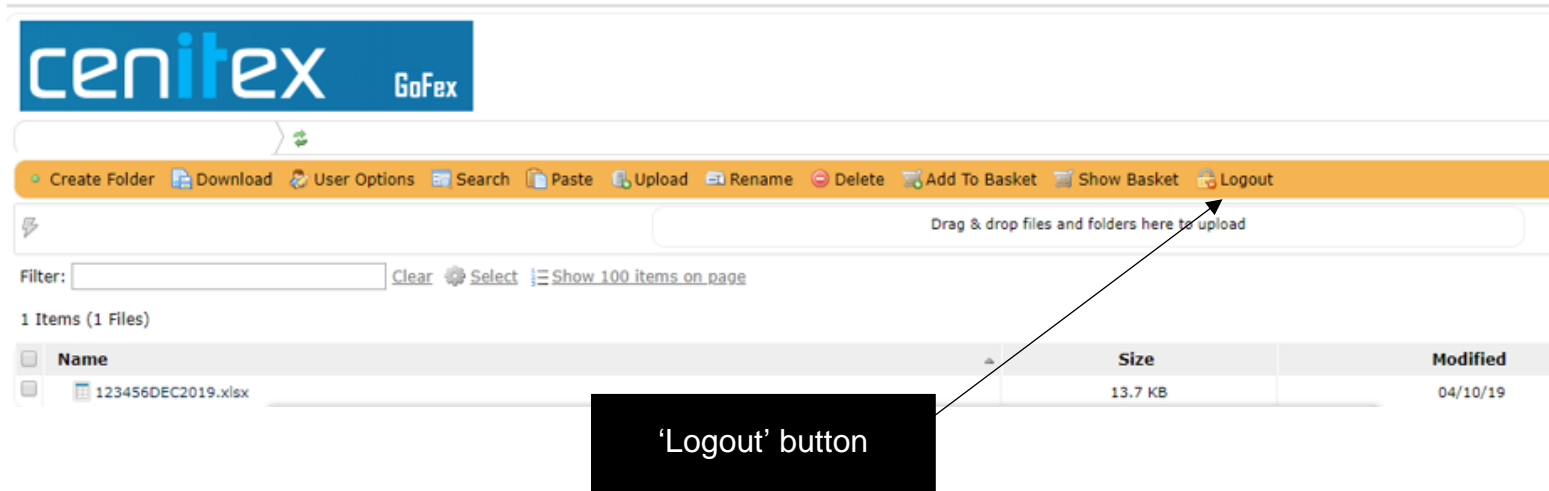 cenitex GoFex
Create Folder Download User Options Search Paste Upload Rename Delete Add To Basket Show Basket Logout
Drag & drop files and folders here to upload
Filter: Clear Select Show 100 items on page
1 Items (1 Files)
Name Size Modified
123456DEC2019.xlsx 13.7 KB 04/10/19
‘Logout’ button